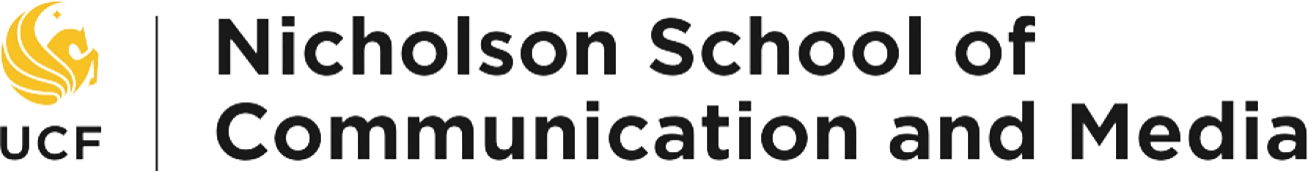 UCF
Nicholson School of
Communication and Media